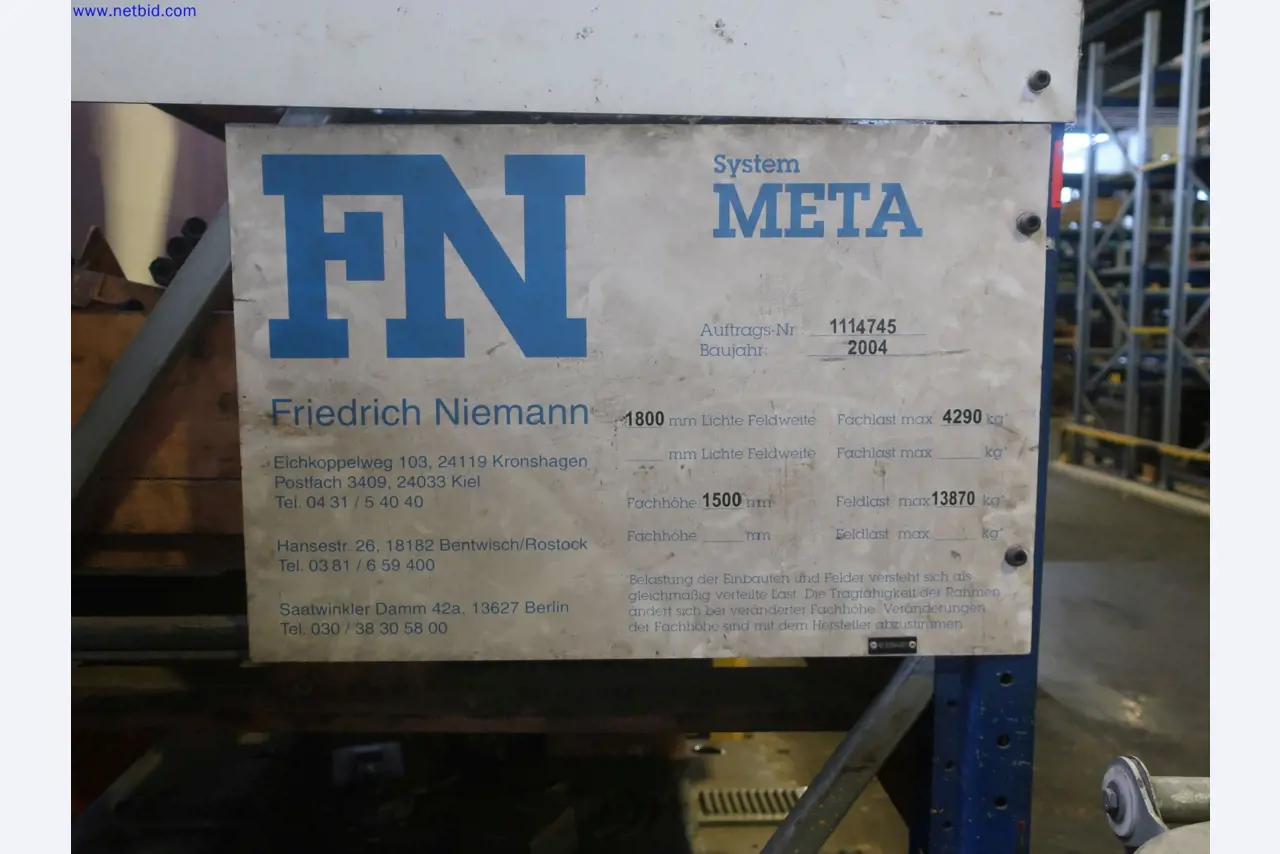 www.netbid.com
FN
System
META
Auftrags-Nr 1114745
Baujahr: 2004
Friedrich Niemann
Eichkoppelweg 103, 24119 Kronshagen
Postfach 3409, 24033 Kiel
Tel. 04 31 / 5 40 40
Hansestr. 26, 18182 Bentwisch/Rostock
Tel. 03 81 / 6 59 400
Saatwinkler Damm 42a, 13627 Berlin
Tel. 030 / 38 30 58 00
1800 mm Lichte Feldweite Fachlast max 4290 kg*
mm Lichte Feldweite Fachlast max kg*
Fachhöhe 1500 mm Feldlast max 13870 kg*
Fachhöhe mm Feldlast max kg*
Belastung der Einbauten und Felder versteht sich als
gleichmäßig verteilte Last. Die Tragfähigkeit der Rahmen
ändert sich bei veränderter Fachhöhe. Veränderungen
der Fachhöhe sind mit dem Hersteller abzustimmen.